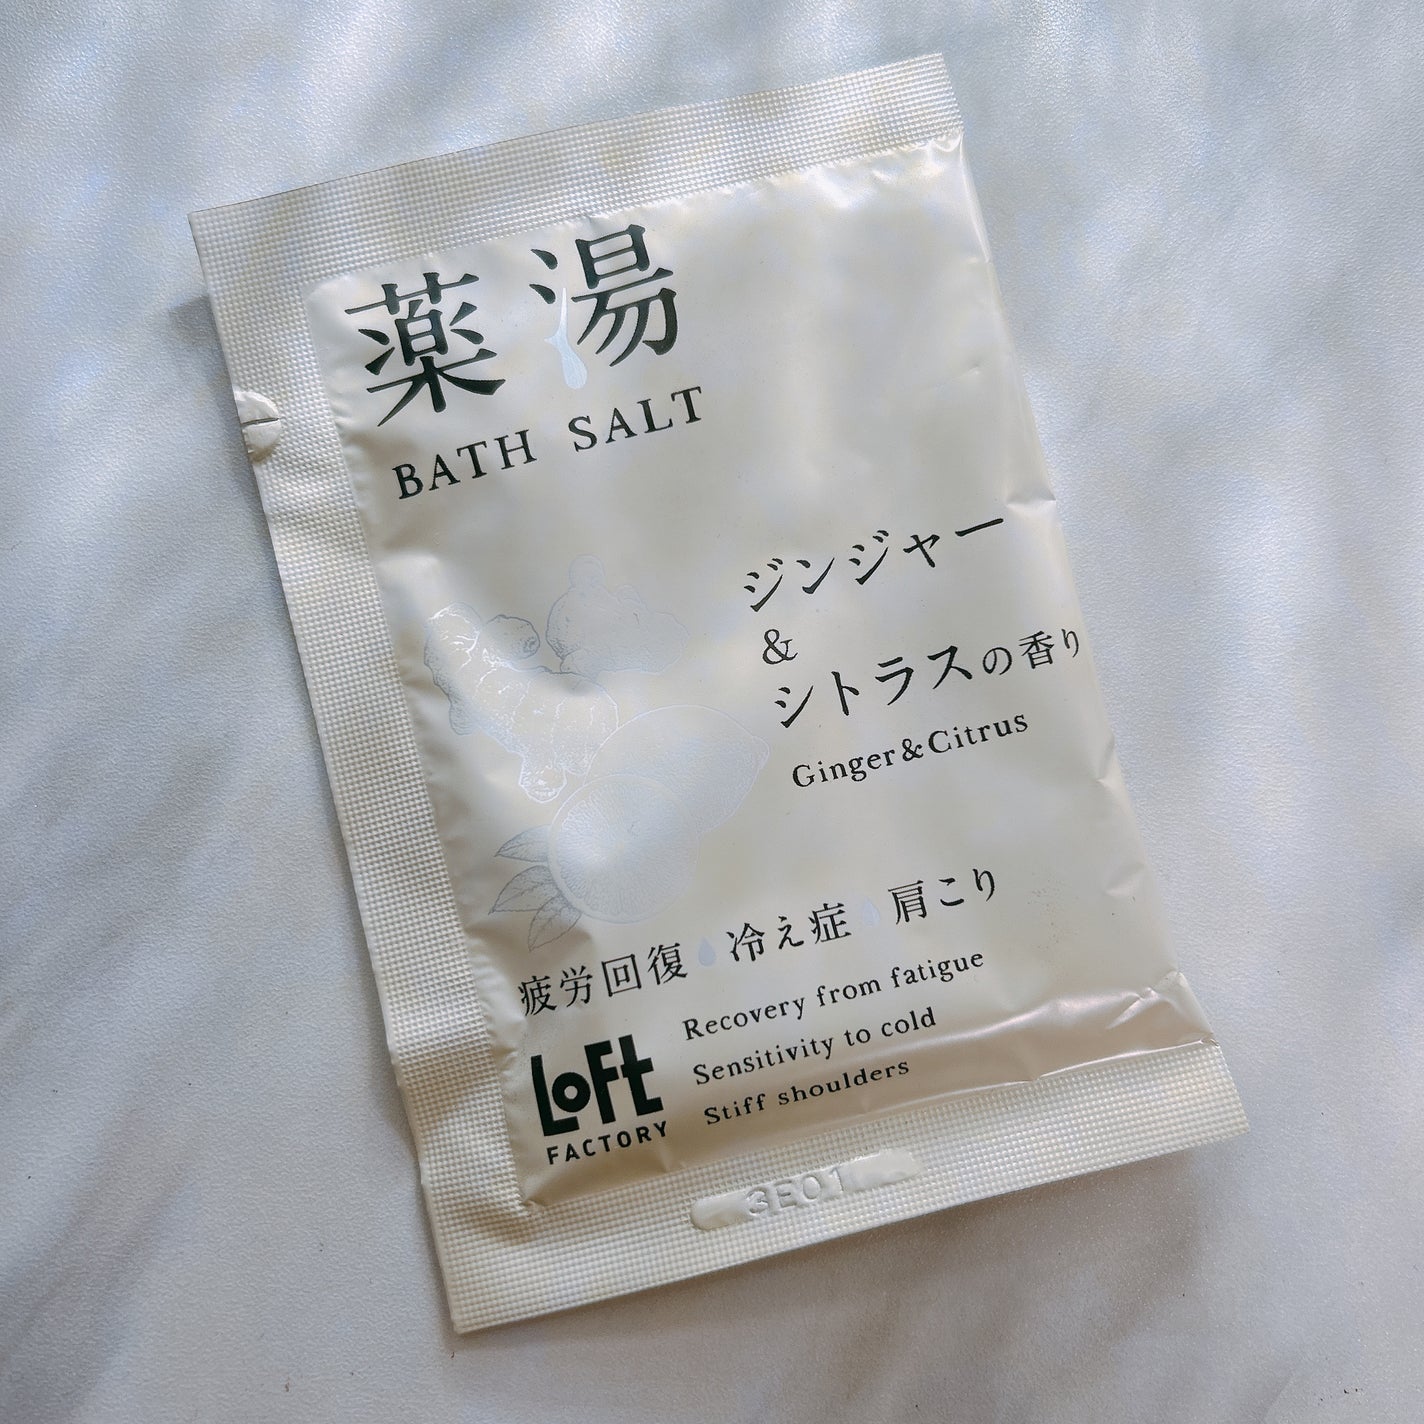 薬湯
BATH SALT
ジンジャー
&
シトラスの香り
Ginger&Citrus
疲労回復 冷え症 肩こり
Recovery from fatigue
Sensitivity to cold
Stiff shoulders
LoFt
FACTORY
3E01